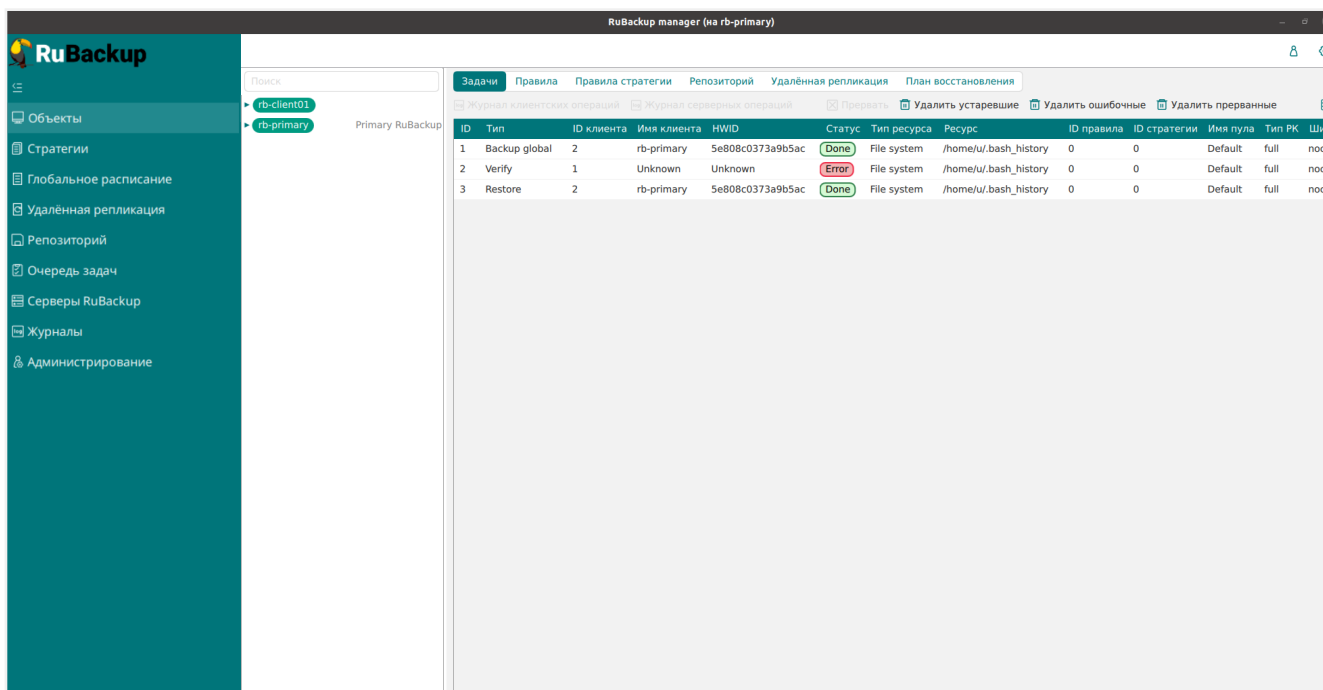 RuBackup manager (на rb-primary)
RuBackup
Объекты
Стратегии
Глобальное расписание
Удалённая репликация
Репозиторий
Очередь задач
Серверы RuBackup
Журналы
Администрирование
Поиск
rb-client01
rb-primary Primary RuBackup
Задачи Правила Правила стратегии Репозиторий Удалённая репликация План восстановления
Журнал клиентских операций Журнал серверных операций Прервать Удалить устаревшие Удалить ошибочные Удалить прерванные
ID Тип ID клиента Имя клиента HWID Статус Тип ресурса Ресурс ID правила ID стратегии Имя пула Тип РК Ши
1 Backup global 2 rb-primary 5e808c0373a9b5ac Done File system /home/u/.bash_history 0 0 Default full noc
2 Verify 1 Unknown Unknown Error File system /home/u/.bash_history 0 0 Default full noc
3 Restore 2 rb-primary 5e808c0373a9b5ac Done File system /home/u/.bash_history 0 0 Default full noc